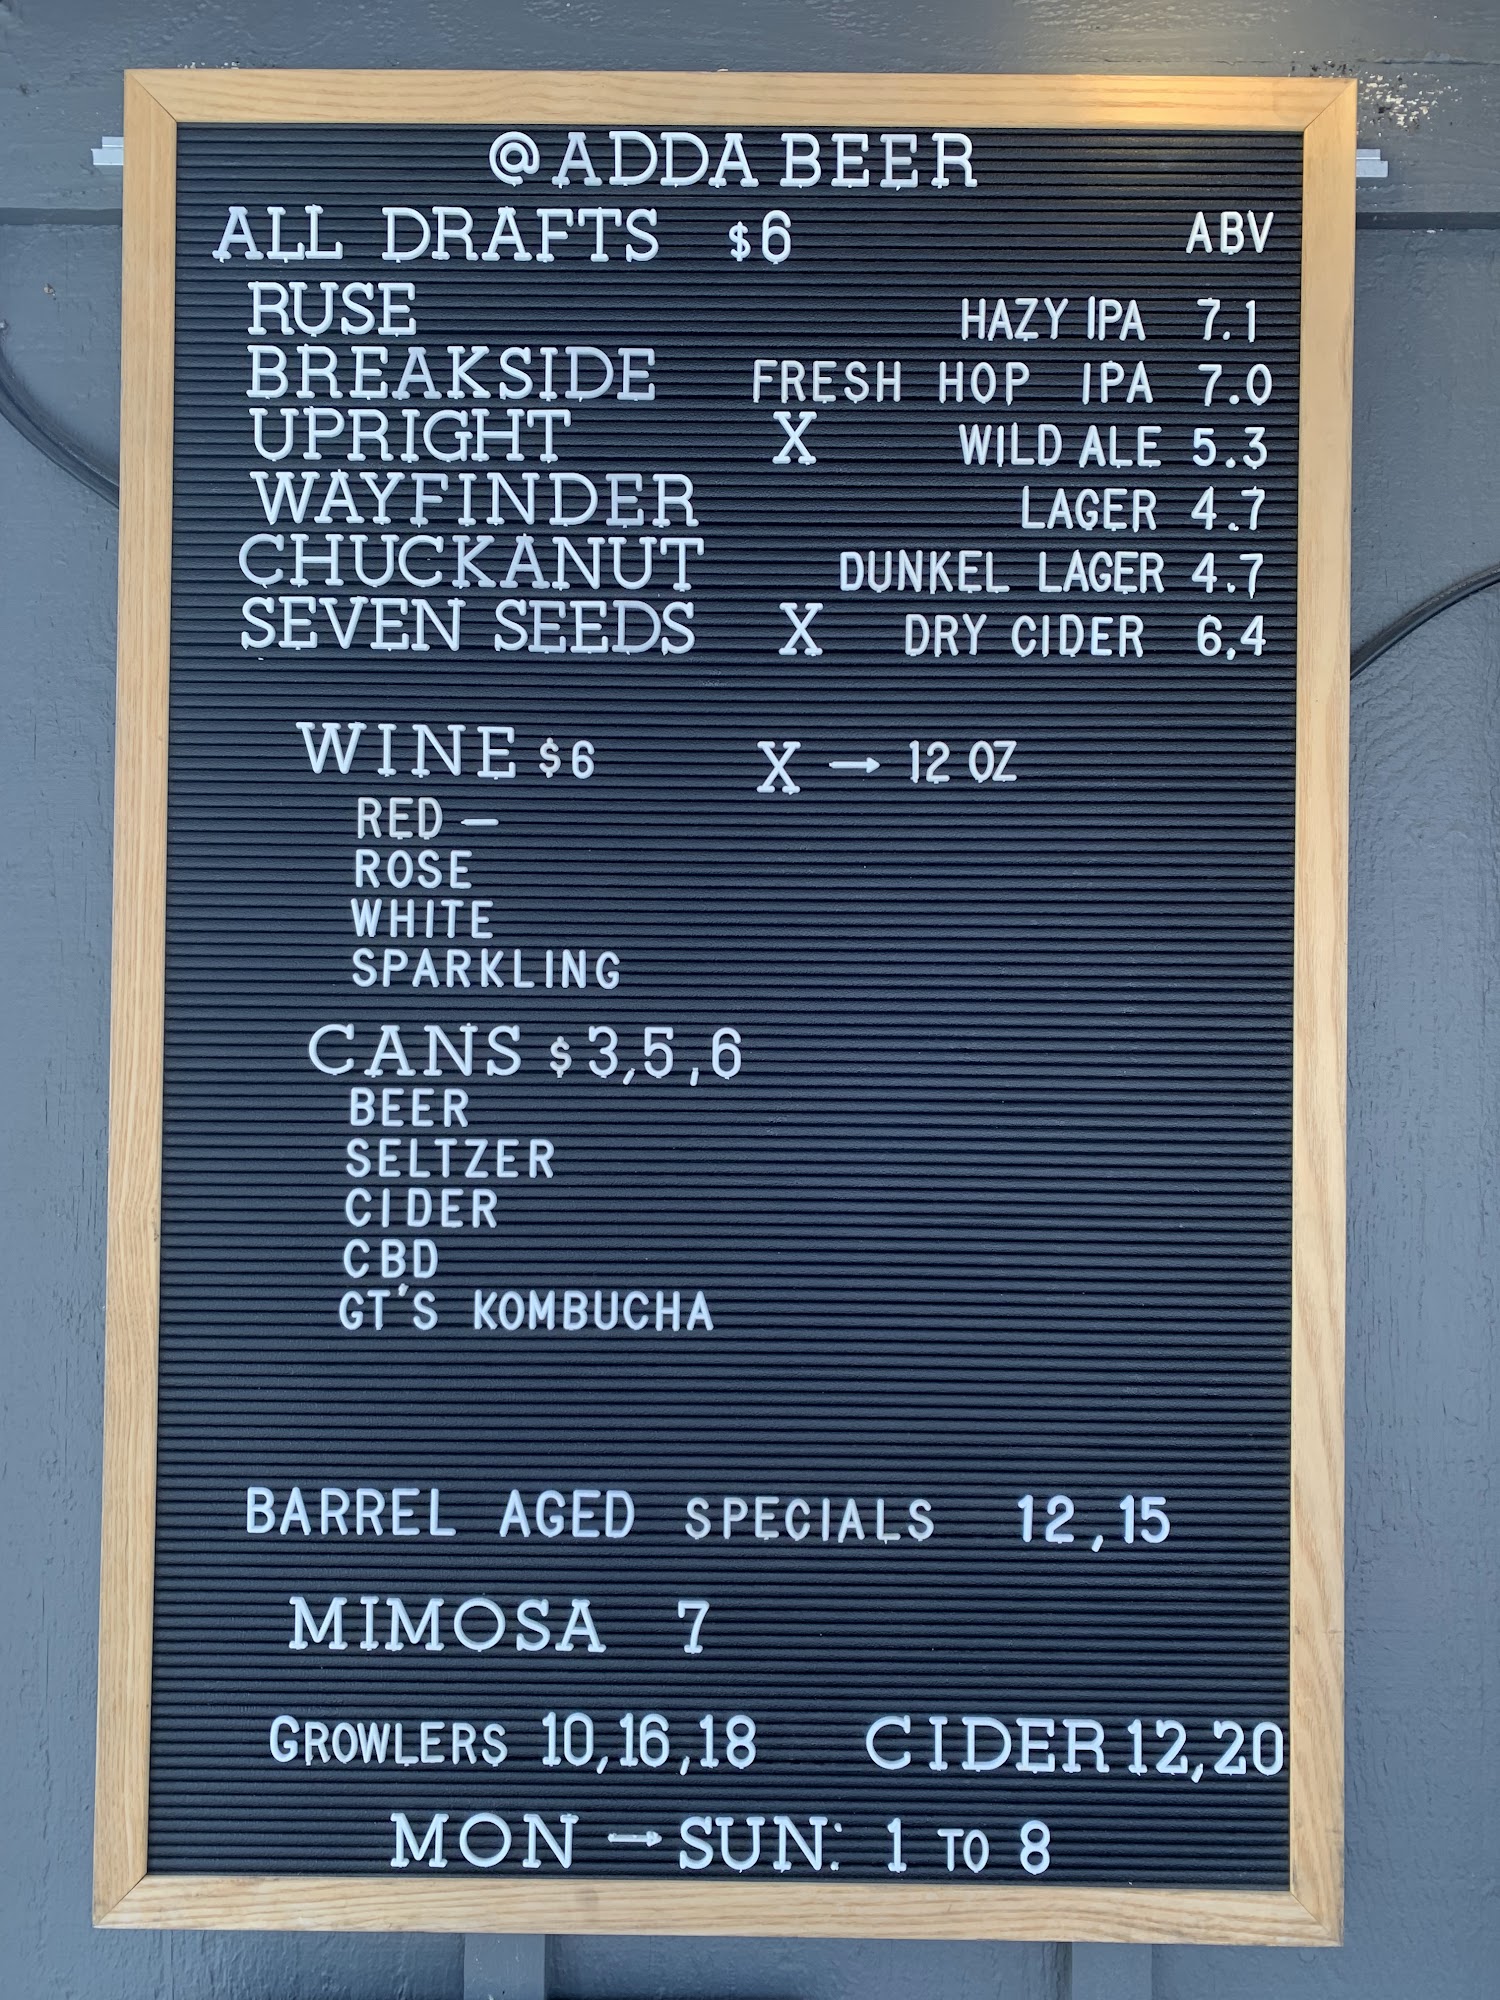 @ADDA BEER
ALL DRAFTS $6 ABV
RUSE HAZY IPA 7.1
BREAKSIDE FRESH HOP IPA 7.0
UPRIGHT X WILD ALE 5.3
WAYFINDER LAGER 4.7
CHUCKANUT DUNKEL LAGER 4.7
SEVEN SEEDS X DRY CIDER 6,4
WINE $6 X → 12 OZ
RED —
ROSE
WHITE
SPARKLING
CANS $3,5,6
BEER
SELTZER
CIDER
CBD
GT'S KOMBUCHA
BARREL AGED SPECIALS 12,15
MIMOSA 7
GROWLERS 10,16,18 CIDER 12,20
MON → SUN: 1 TO 8